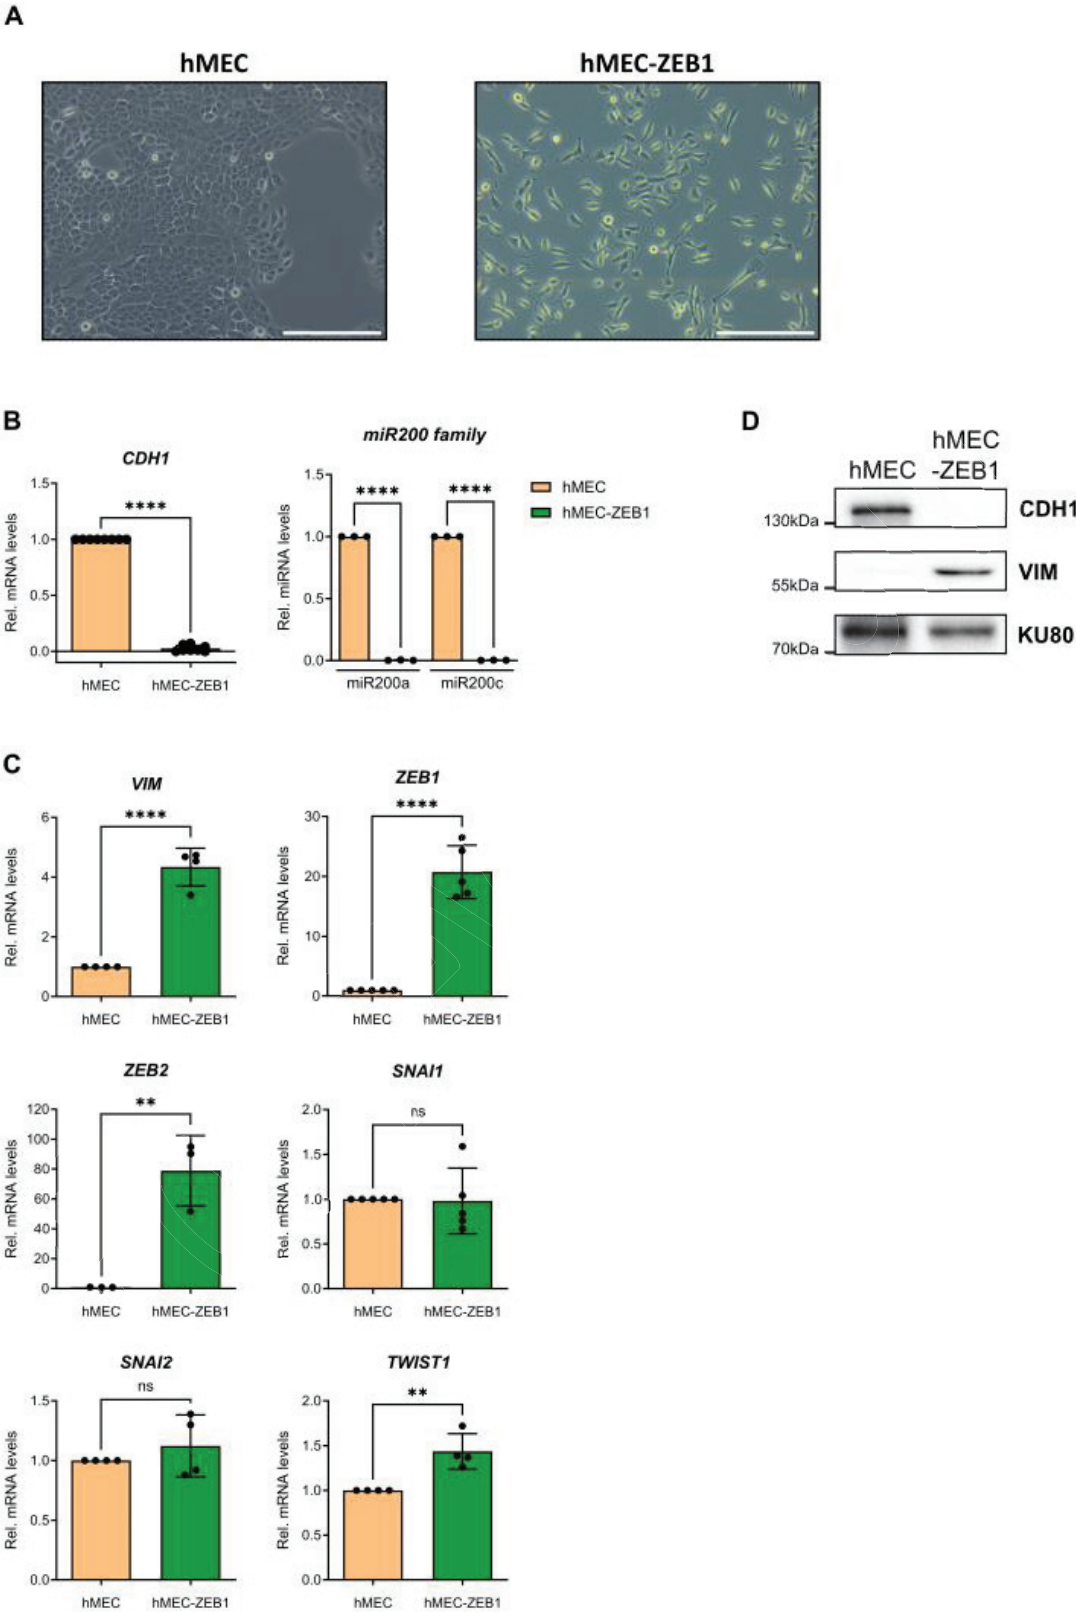 A
hMEC
hMEC-ZEB1
B
CDH1
Rel. mRNA levels
1.5
1.0
0.5
0.0
****
hMEC
hMEC-ZEB1
miR200 family
Rel. miRNA levels
1.5
1.0
0.5
0.0
****
****
miR200a
miR200c
hMEC
hMEC-ZEB1
D
hMEC
hMEC
-ZEB1
130kDa
CDH1
55kDa
VIM
70kDa
KU80
C
VIM
Rel. mRNA levels
6
4
2
0
****
hMEC
hMEC-ZEB1
ZEB1
Rel. mRNA levels
30
20
10
0
****
hMEC
hMEC-ZEB1
ZEB2
Rel. mRNA levels
120
100
80
60
40
20
0
**
hMEC
hMEC-ZEB1
SNAI1
Rel. mRNA levels
2.0
1.5
1.0
0.5
0.0
ns
hMEC
hMEC-ZEB1
SNAI2
Rel. mRNA levels
1.5
1.0
0.5
0.0
ns
hMEC
hMEC-ZEB1
TWIST1
Rel. mRNA levels
2.0
1.5
1.0
0.5
0.0
**
hMEC
hMEC-ZEB1